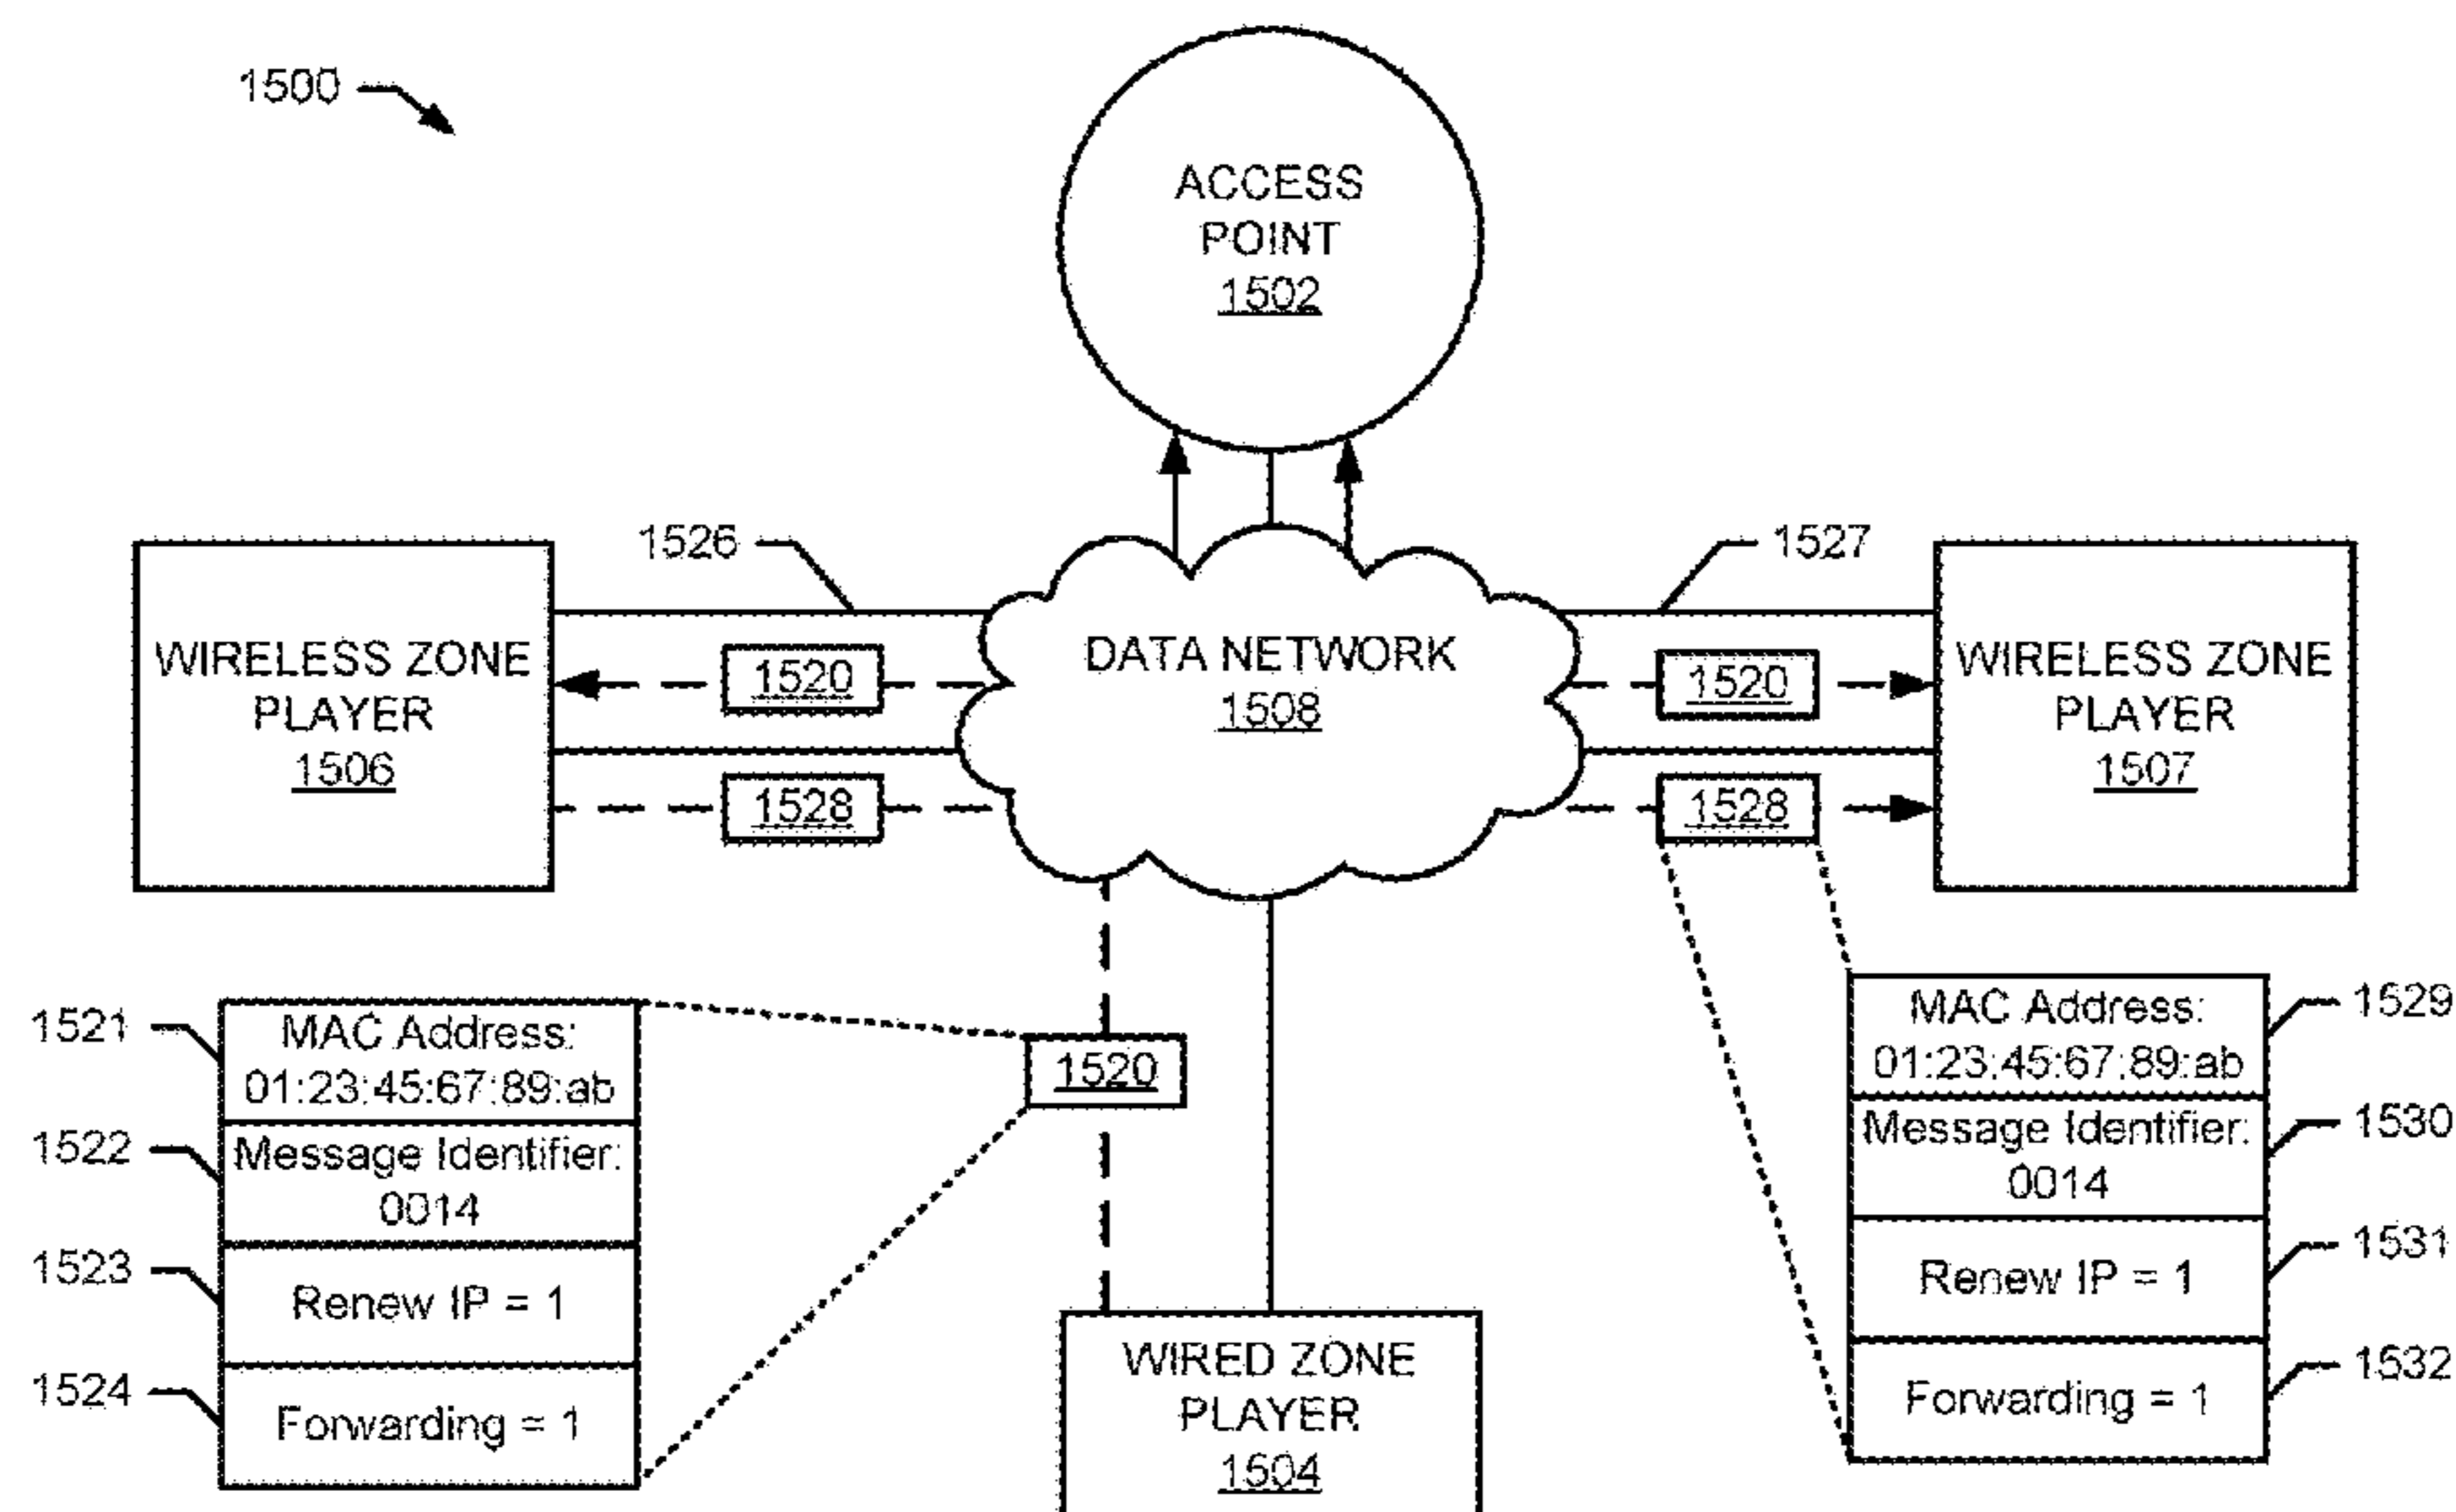 1500
ACCESS
POINT
1502
1526
1527
WIRELESS ZONE
PLAYER
1506
1520
1528
DATA NETWORK
1508
1520
1528
WIRELESS ZONE
PLAYER
1507
1521
MAC Address:
01:23:45:67:89:ab
1522
Message Identifier:
0014
1523
Renew IP = 1
1524
Forwarding = 1
1520
WIRED ZONE
PLAYER
1504
MAC Address:
01:23:45:67:89:ab
1529
Message Identifier:
0014
1530
Renew IP = 1
1531
Forwarding = 1
1532